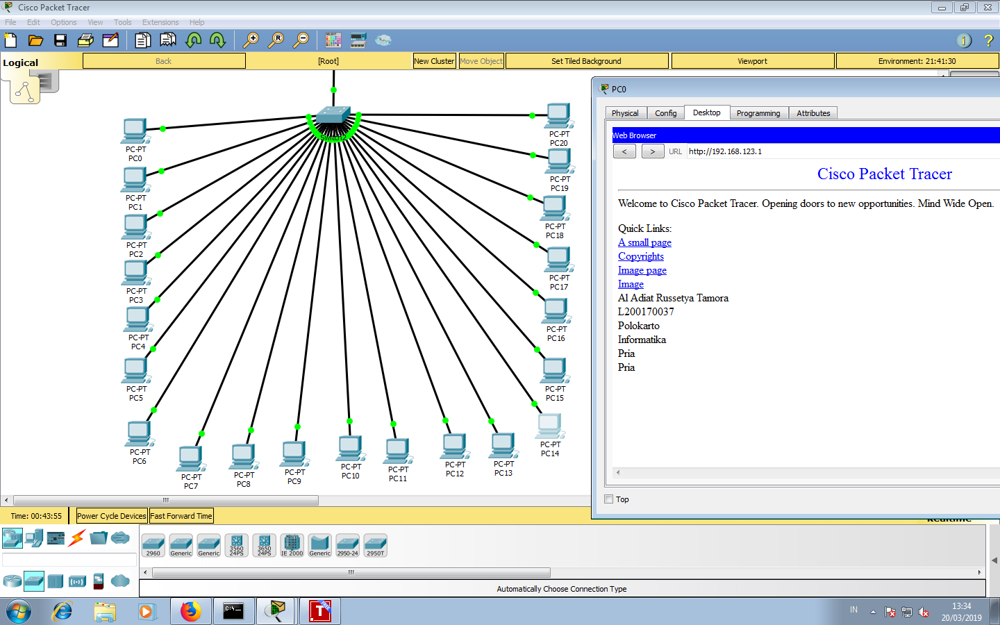 Cisco Packet Tracer
File Edit Options View Tools Extensions Help
Logical
Back
[Root]
New Cluster
Move Object
Set Tiled Background
Viewport
Environment: 21:41:30
Switch2
PC-PT
PC0
PC-PT
PC1
PC-PT
PC2
PC-PT
PC3
PC-PT
PC4
PC-PT
PC5
PC-PT
PC6
PC-PT
PC7
PC-PT
PC8
PC-PT
PC9
PC-PT
PC10
PC-PT
PC11
PC-PT
PC12
PC-PT
PC13
PC-PT
PC14
PC-PT
PC15
PC-PT
PC16
PC-PT
PC17
PC-PT
PC18
PC-PT
PC19
PC-PT
PC20
PC0
Physical Config Desktop Programming Attributes
Web Browser
< > URL http://192.168.123.1
Cisco Packet Tracer
Welcome to Cisco Packet Tracer. Opening doors to new opportunities. Mind Wide Open.
Quick Links:
A small page
Copyrights
Image page
Image
Al Adiat Russetya Tamora
L200170037
Polokarto
Informatika
Pria
Pria
Top
Time: 00:43:55
Power Cycle Devices
Fast Forward Time
Realtime
2960
Generic
Generic
3560 24PS
3650 24PS
IE 2000
Generic
2950-24
2950T
Automatically Choose Connection Type
IN
13:34
20/03/2019